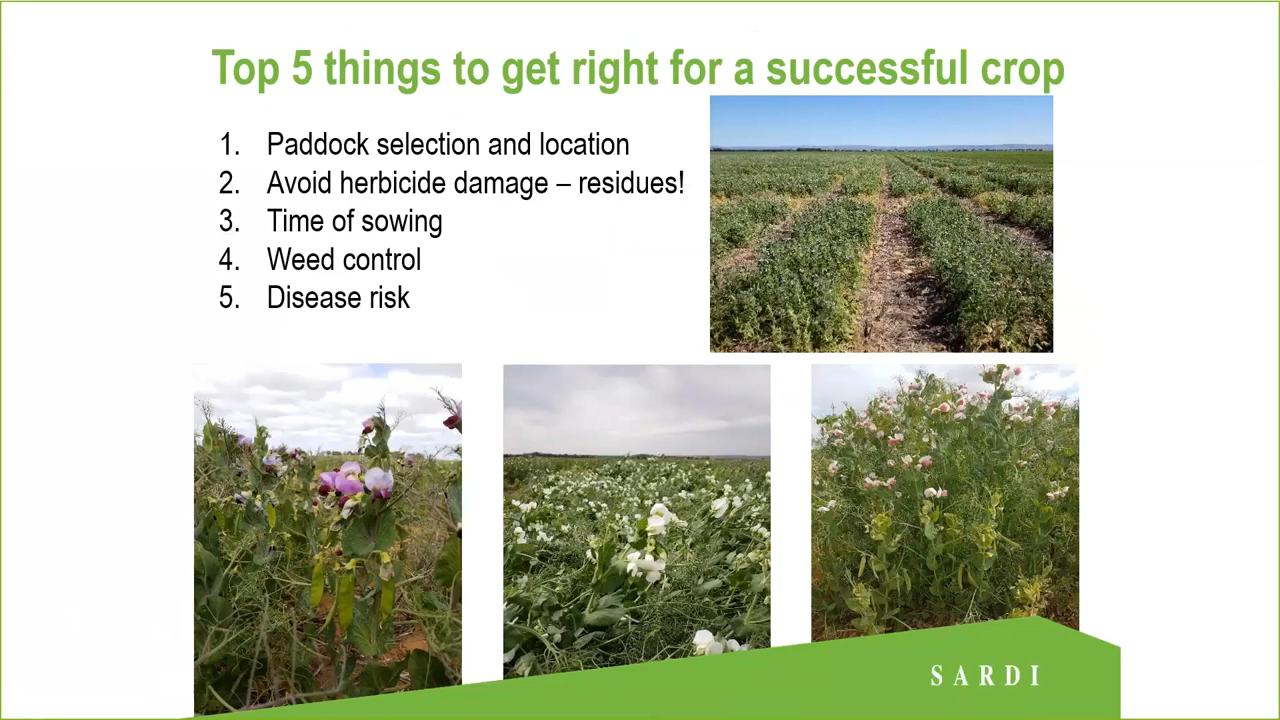 Top 5 things to get right for a successful crop
1. Paddock selection and location
2. Avoid herbicide damage – residues!
3. Time of sowing
4. Weed control
5. Disease risk
SARDI